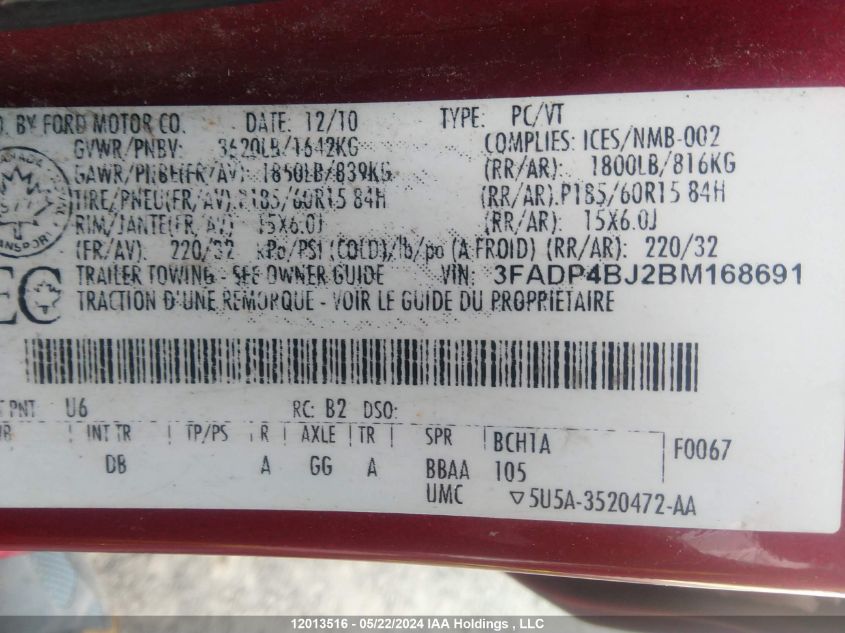 BY FORD MOTOR CO. DATE: 12/10 TYPE: PC/VT
GVWR/PNBV: 3620LB/1642KG COMPLIES: ICES/NMB-002
GAWR/PNBE(FR/AV): 1850LB/839KG (RR/AR): 1800LB/816KG
TIRE/PNEU(FR/AV): P185/60R15 84H (RR/AR).P185/60R15 84H
RIM/JANTE(FR/AV) 15X6.0J (RR/AR): 15X6.0J
(FR/AV): 220/32 kPa/PSI (COLD)/lb/po (A FROID) (RR/AR): 220/32
TRAILER TOWING - SEE OWNER GUIDE VIN: 3FADP4BJ2BM168691
TRACTION D'UNE REMORQUE - VOIR LE GUIDE DU PROPRIETAIRE
PNT U6 RC: B2 DSO:
INT TR TP/PS R AXLE TR SPR BCH1A F0067
DB A GG A BBAA 105
UMC ▽5U5A-3520472-AA
12013516 - 05/22/2024 IAA Holdings, LLC